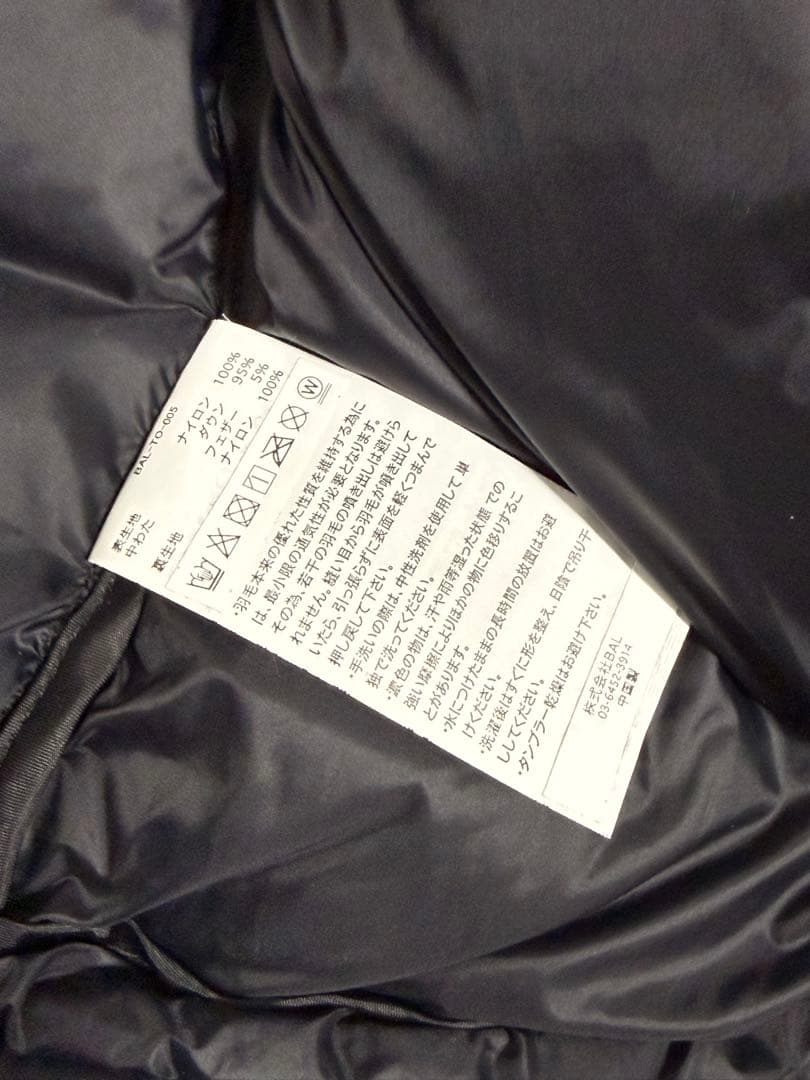 BAL-TO-005
表生地 ナイロン 100%
中わた ダウン 95%
フェザー 5%
裏生地 ナイロン 100%
W
・羽毛本来の優れた性質を維持する為に
は、最小限の通気性が必要となります。
その為、若干の羽毛の噴き出しは避けら
れません。縫い目から羽毛が噴き出して
いたら、引っ張らずに表面を軽くつまんで
押し戻して下さい。
・手洗いの際は、中性洗剤を使用して 単
独で洗ってください。
・濃色の物は、汗や雨等湿った状態 での
強い摩擦によりほかの物に色移りするこ
とがあります。
・水につけたままの長時間の放置はお避
けください。
・洗濯後はすぐに形を整え、日陰で吊り干
ししてください。
・タンブラー乾燥はお避け下さい。
株式会社BAL
03-6452-3914
中国製